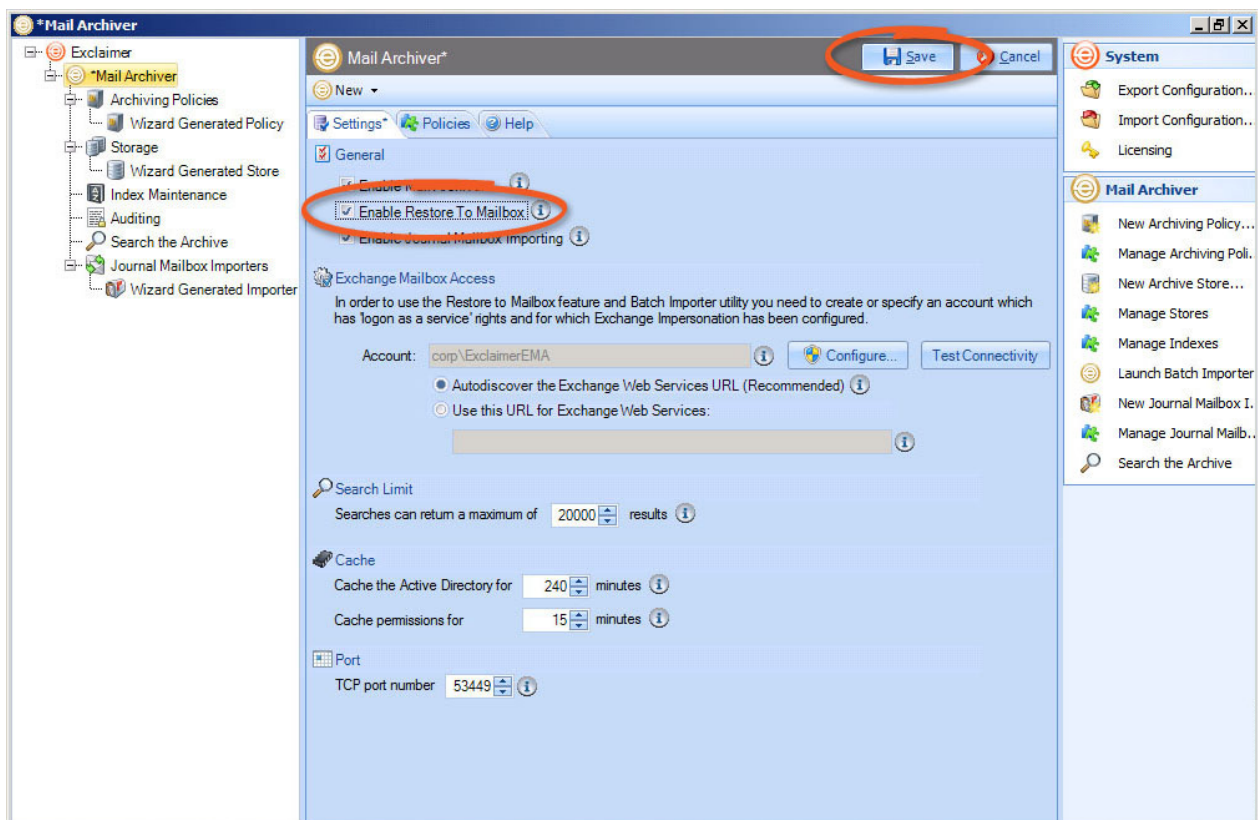 *Mail Archiver
Exclaimer
*Mail Archiver
Archiving Policies
Wizard Generated Policy
Storage
Wizard Generated Store
Index Maintenance
Auditing
Search the Archive
Journal Mailbox Importers
Wizard Generated Importer
Mail Archiver*
Save
Cancel
New
Settings*
Policies
Help
General
Enable Mail
Enable Restore To Mailbox
Enable Journal Mailbox Importing
Exchange Mailbox Access
In order to use the Restore to Mailbox feature and Batch Importer utility you need to create or specify an account which
has 'logon as a service' rights and for which Exchange Impersonation has been configured.
Account: corp\ExclaimerEMA Configure... Test Connectivity
Autodiscover the Exchange Web Services URL (Recommended)
Use this URL for Exchange Web Services:
Search Limit
Searches can return a maximum of 20000 results
Cache
Cache the Active Directory for 240 minutes
Cache permissions for 15 minutes
Port
TCP port number 53449
System
Export Configuration..
Import Configuration..
Licensing
Mail Archiver
New Archiving Policy...
Manage Archiving Poli..
New Archive Store...
Manage Stores
Manage Indexes
Launch Batch Importer
New Journal Mailbox I.
Manage Journal Mailb..
Search the Archive